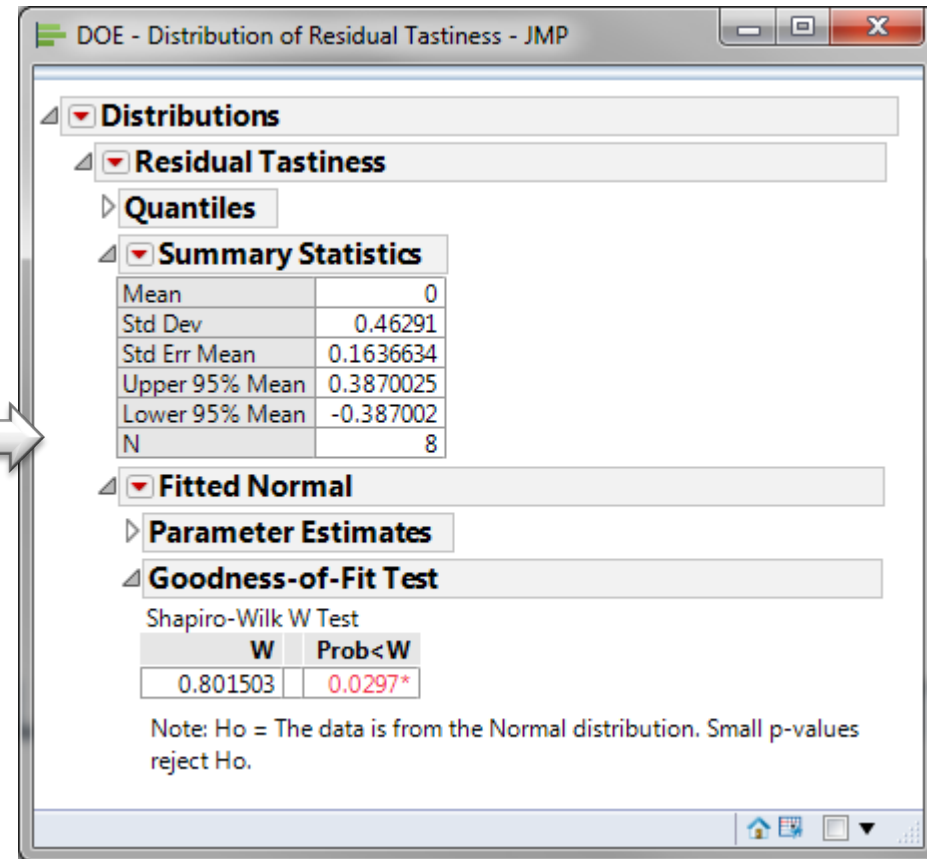 DOE - Distribution of Residual Tastiness - JMP
Distributions
Residual Tastiness
Quantiles
Summary Statistics
Mean 0
Std Dev 0.46291
Std Err Mean 0.1636634
Upper 95% Mean 0.3870025
Lower 95% Mean -0.387002
N 8
Fitted Normal
Parameter Estimates
Goodness-of-Fit Test
Shapiro-Wilk W Test
W Prob<W
0.801503 0.0297*
Note: Ho = The data is from the Normal distribution. Small p-values
reject Ho.